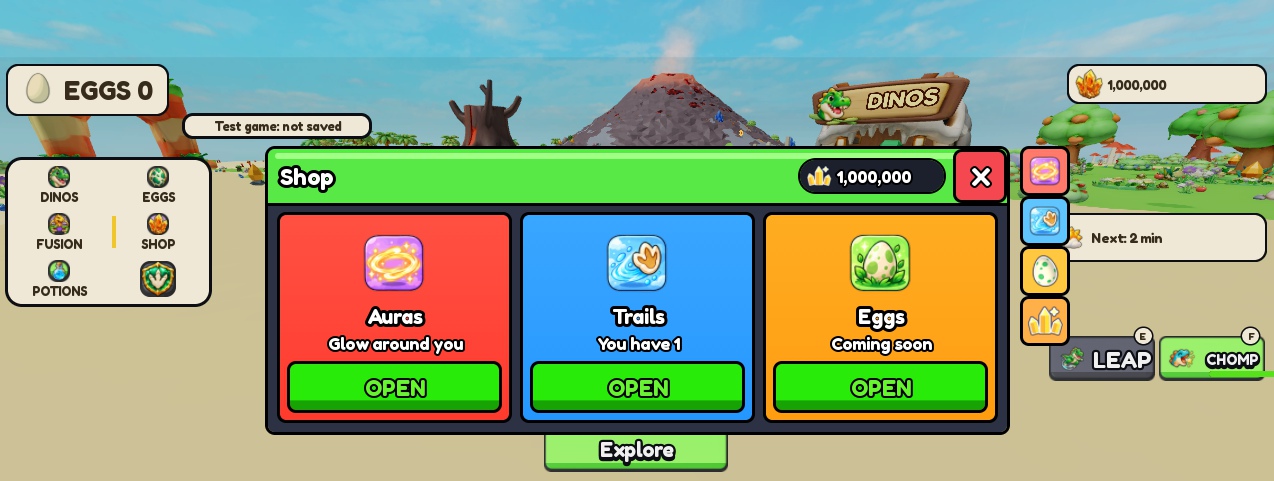 EGGS 0
1,000,000
DINOS
Test game: not saved
DINOS
EGGS
FUSION
SHOP
POTIONS
Shop
1,000,000
Auras
Glow around you
OPEN
Trails
You have 1
OPEN
Eggs
Coming soon
OPEN
Next: 2 min
E
LEAP
F
CHOMP
Explore